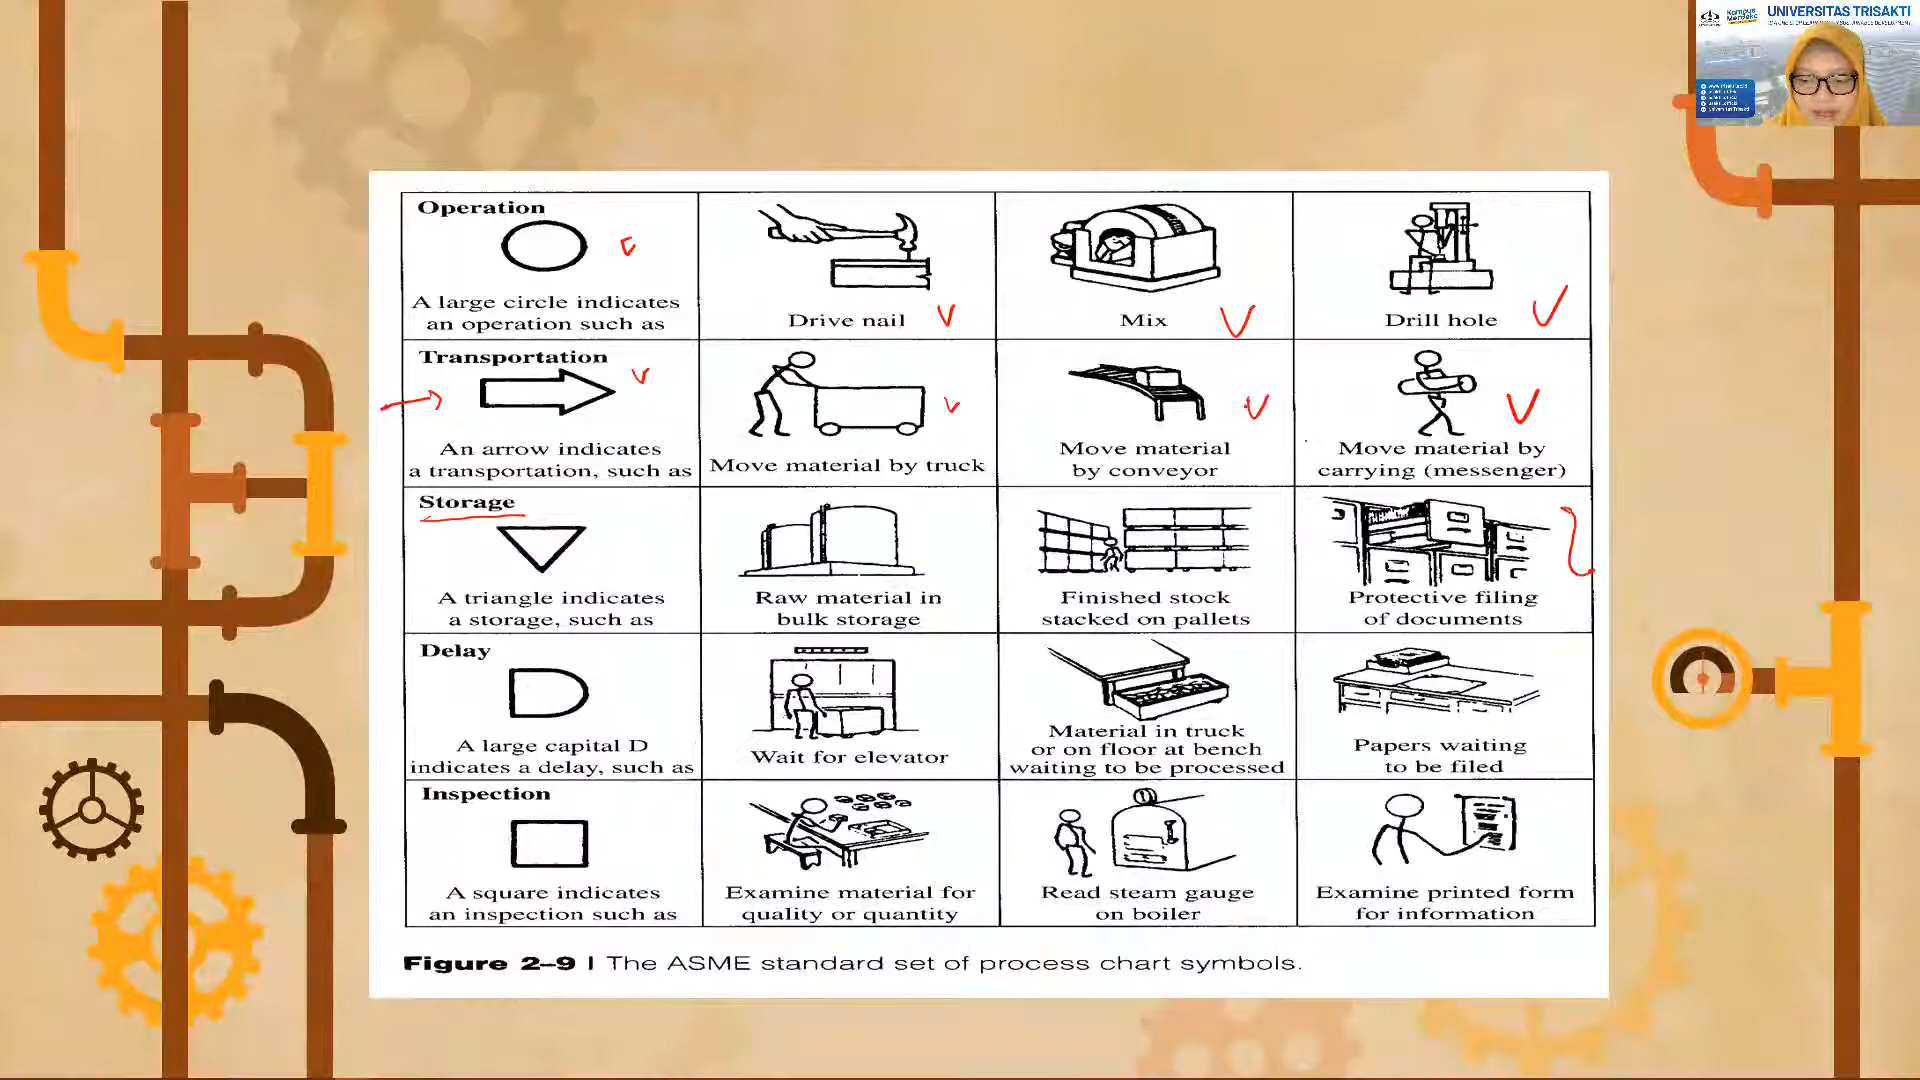 Kampus
Merdeka
UNIVERSITAS TRISAKTI
Operation
A large circle indicates
an operation such as
Drive nail
Mix
Drill hole
Transportation
An arrow indicates
a transportation, such as
Move material by truck
Move material
by conveyor
Move material by
carrying (messenger)
Storage
A triangle indicates
a storage, such as
Raw material in
bulk storage
Finished stock
stacked on pallets
Protective filing
of documents
Delay
A large capital D
indicates a delay, such as
Wait for elevator
Material in truck
or on floor at bench
waiting to be processed
Papers waiting
to be filed
Inspection
A square indicates
an inspection such as
Examine material for
quality or quantity
Read steam gauge
on boiler
Examine printed form
for information
Figure 2–9 | The ASME standard set of process chart symbols.